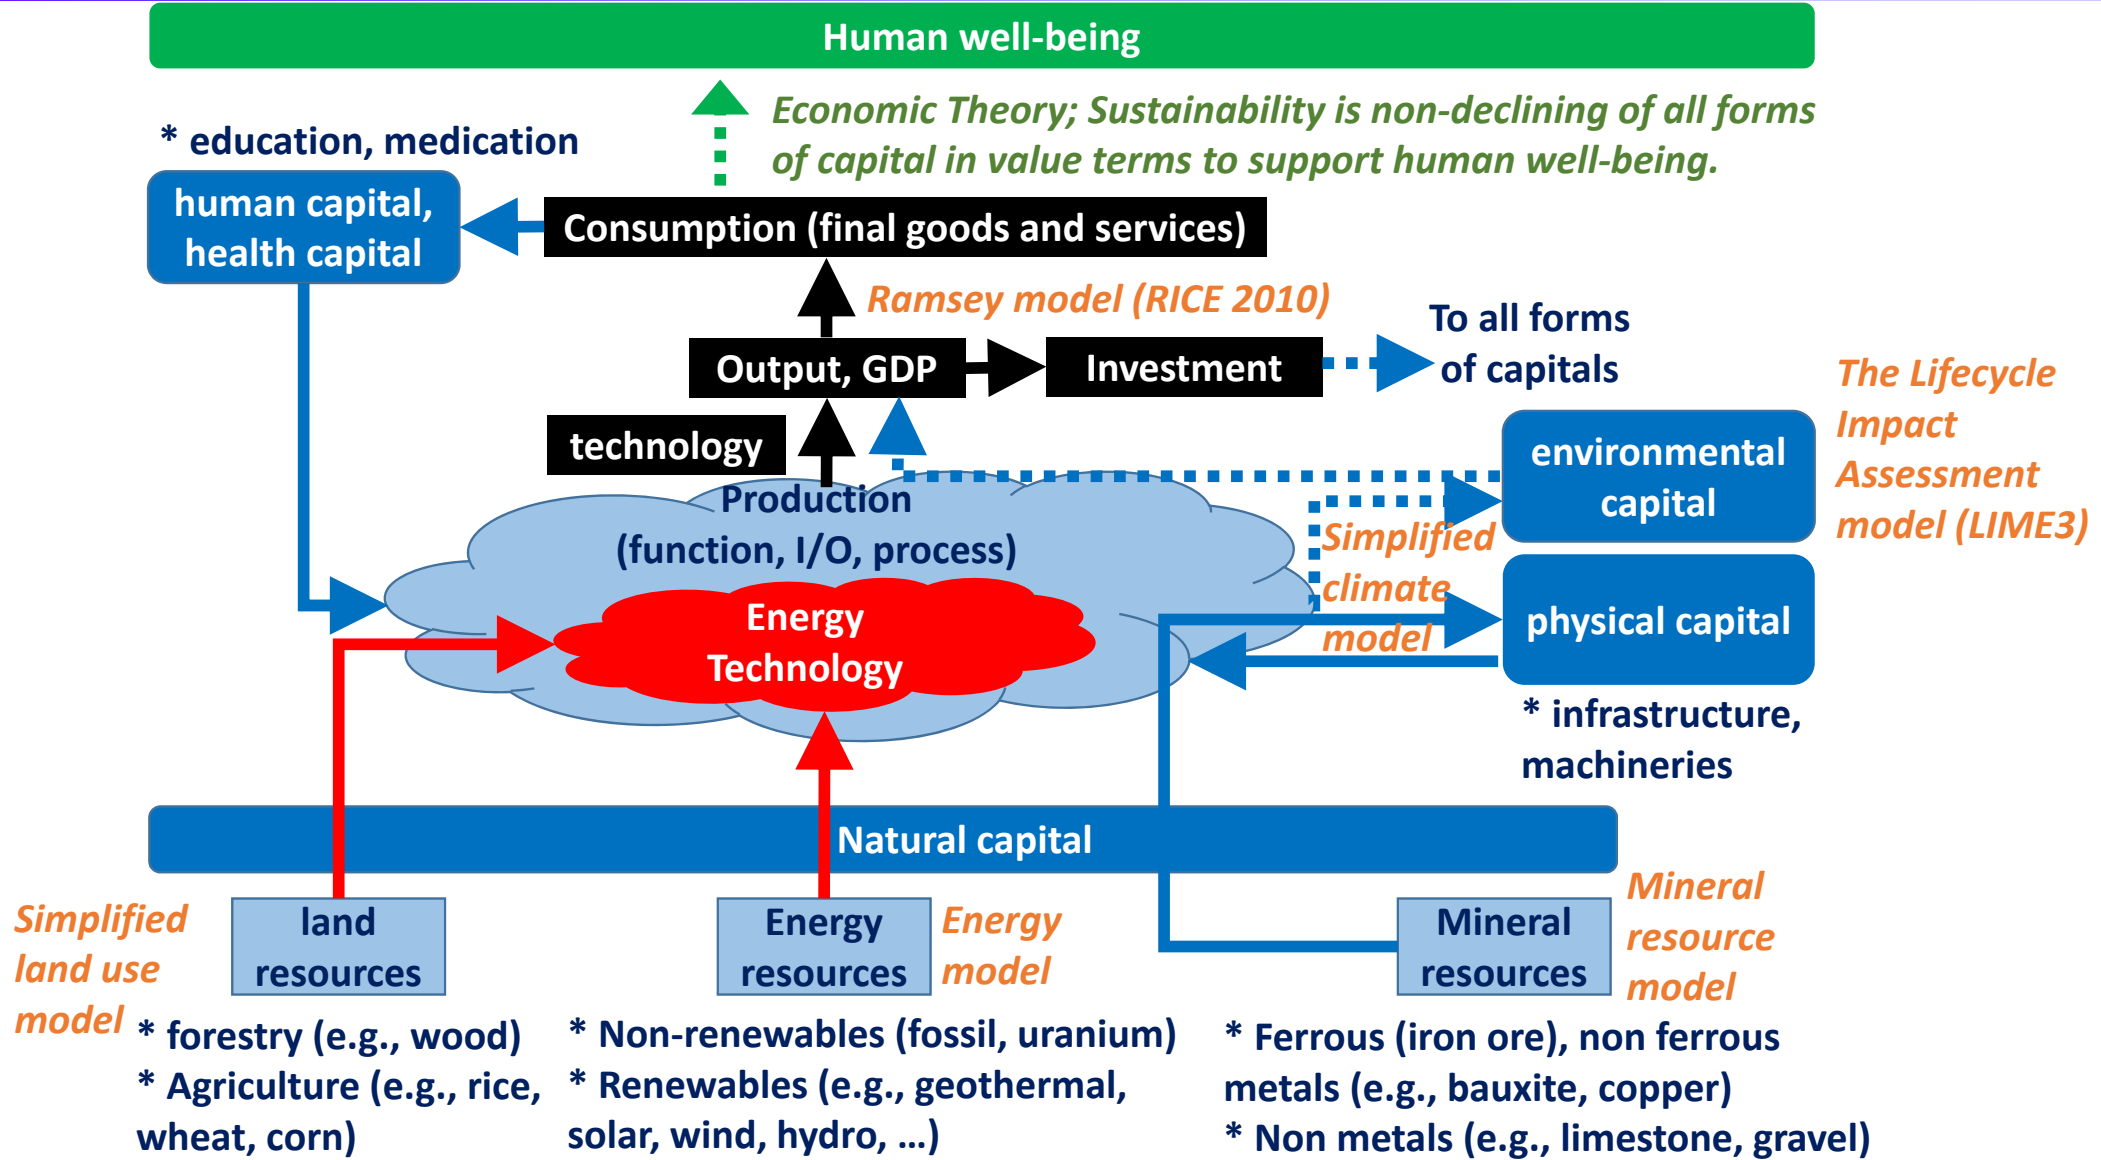 Human well-being
Economic Theory; Sustainability is non-declining of all forms
of capital in value terms to support human well-being.
* education, medication
human capital,
health capital
Consumption (final goods and services)
Ramsey model (RICE 2010)
To all forms
of capitals
Output, GDP
Investment
The Lifecycle
Impact
Assessment
model (LIME3)
technology
environmental
capital
Production
(function, I/O, process)
Simplified
climate
model
Energy
Technology
physical capital
* infrastructure,
machineries
Natural capital
Simplified
land use
model
land
resources
Energy
resources
Energy
model
Mineral
resources
Mineral
resource
model
* forestry (e.g., wood)
* Agriculture (e.g., rice,
wheat, corn)
* Non-renewables (fossil, uranium)
* Renewables (e.g., geothermal,
solar, wind, hydro, ...)
* Ferrous (iron ore), non ferrous
metals (e.g., bauxite, copper)
* Non metals (e.g., limestone, gravel)